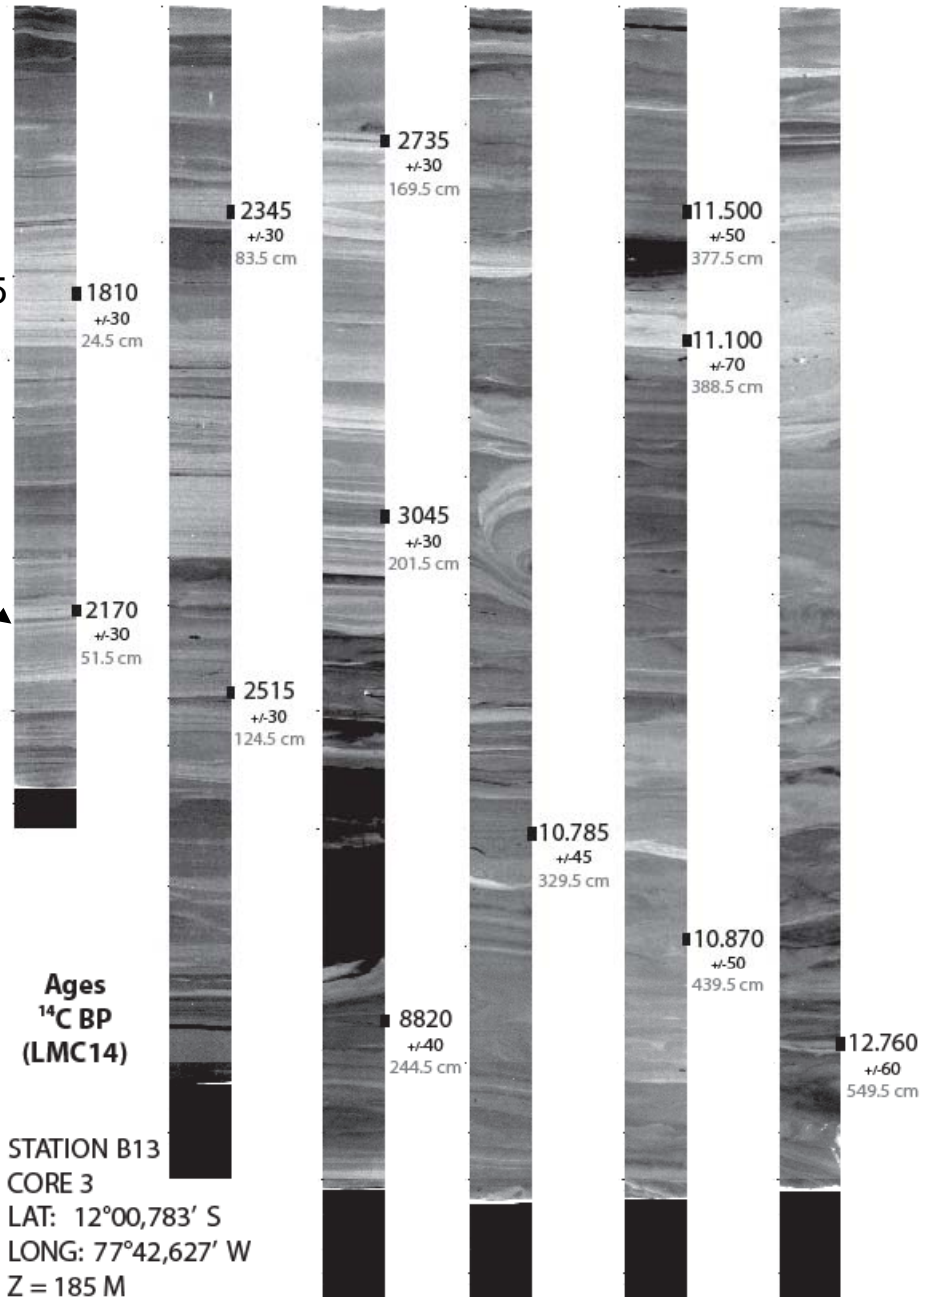 5
1810
+/-30
24.5 cm
2170
+/-30
51.5 cm
2345
+/-30
83.5 cm
2515
+/-30
124.5 cm
2735
+/-30
169.5 cm
3045
+/-30
201.5 cm
8820
+/-40
244.5 cm
10.785
+/-45
329.5 cm
11.500
+/-50
377.5 cm
11.100
+/-70
388.5 cm
10.870
+/-50
439.5 cm
12.760
+/-60
549.5 cm
Ages
¹⁴C BP
(LMC14)
STATION B13
CORE 3
LAT: 12°00,783′ S
LONG: 77°42,627′ W
Z = 185 M